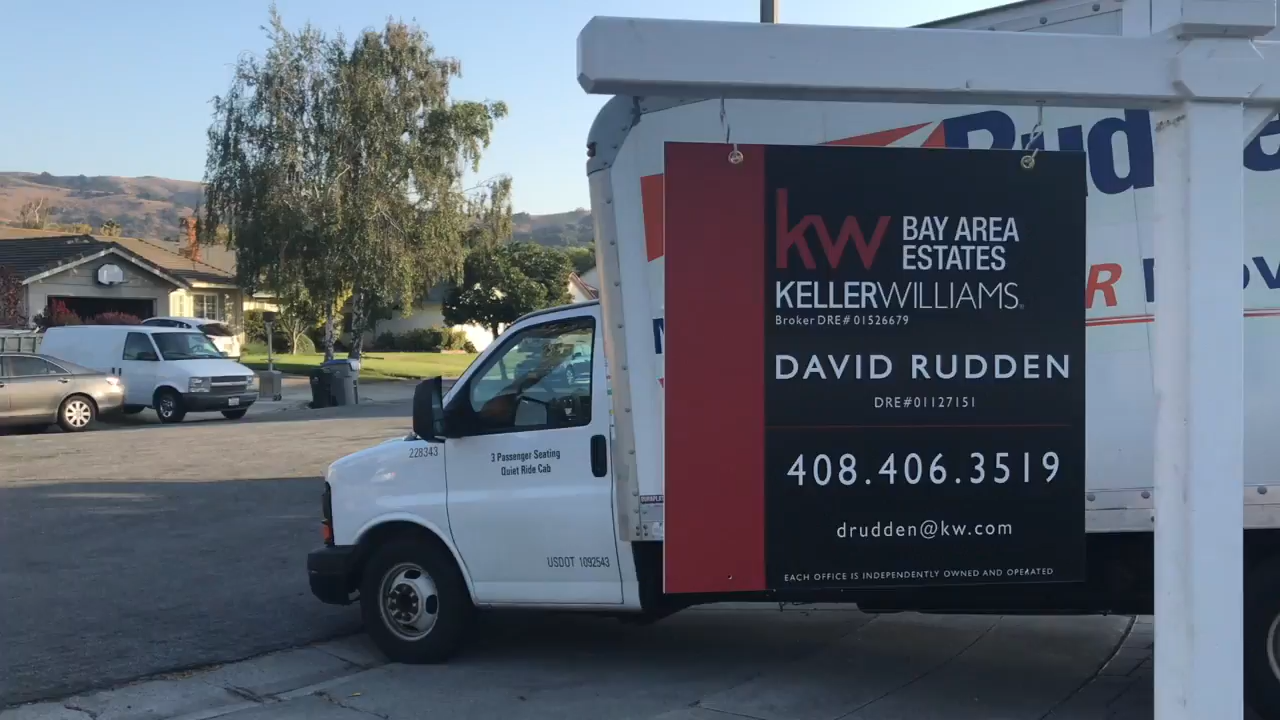 kw BAY AREA
ESTATES
KELLERWILLIAMS®
Broker DRE# 01526679
DAVID RUDDEN
DRE#01127151
408.406.3519
drudden@kw.com
EACH OFFICE IS INDEPENDENTLY OWNED AND OPERATED
228343
3 Passenger Seating
Quiet Ride Cab
USDOT 1092543